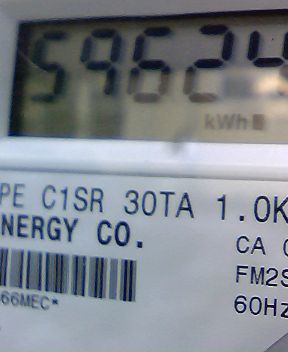 59624
kWh
PE C1SR 30TA 1.0K
NERGY CO.
CA
FM2S
66MEC*
60Hz